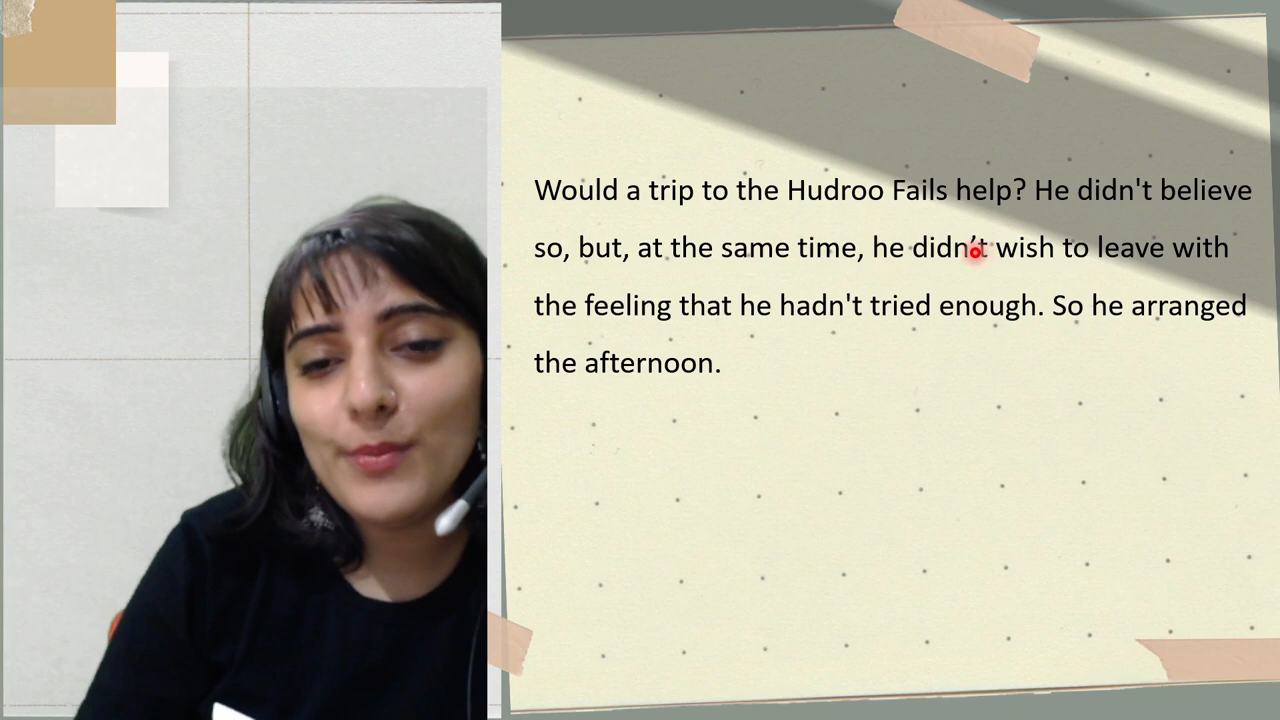 Would a trip to the Hudroo Fails help? He didn't believe
so, but, at the same time, he didn’t wish to leave with
the feeling that he hadn't tried enough. So he arranged
the afternoon.